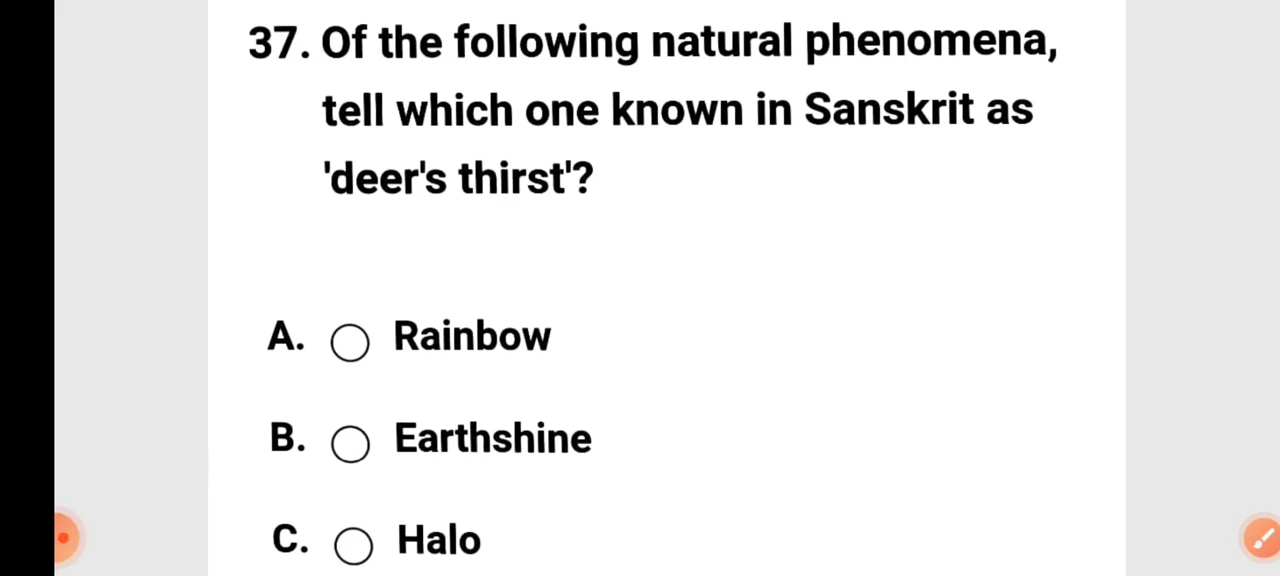 37. Of the following natural phenomena,
tell which one known in Sanskrit as
'deer's thirst'?
A. Rainbow
B. Earthshine
C. Halo